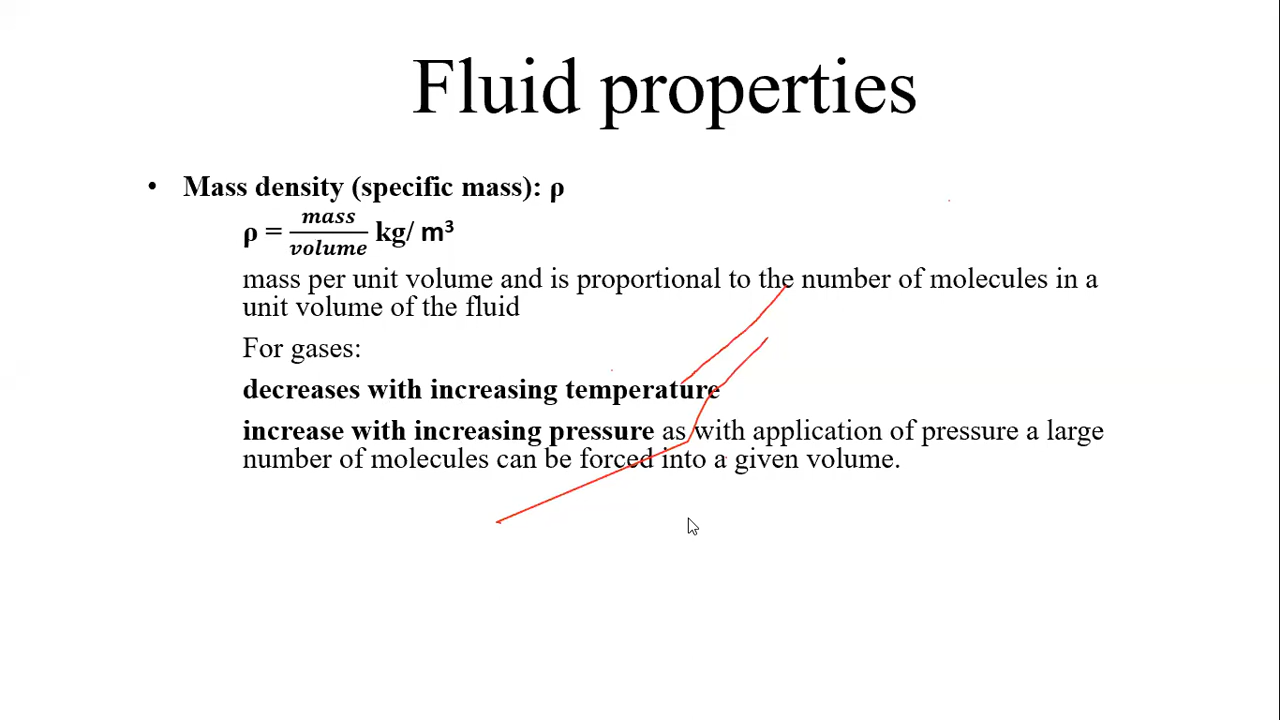 Fluid properties
• Mass density (specific mass): ρ
ρ = mass/volume kg/ m³
mass per unit volume and is proportional to the number of molecules in a
unit volume of the fluid
For gases:
decreases with increasing temperature
increase with increasing pressure as with application of pressure a large
number of molecules can be forced into a given volume.